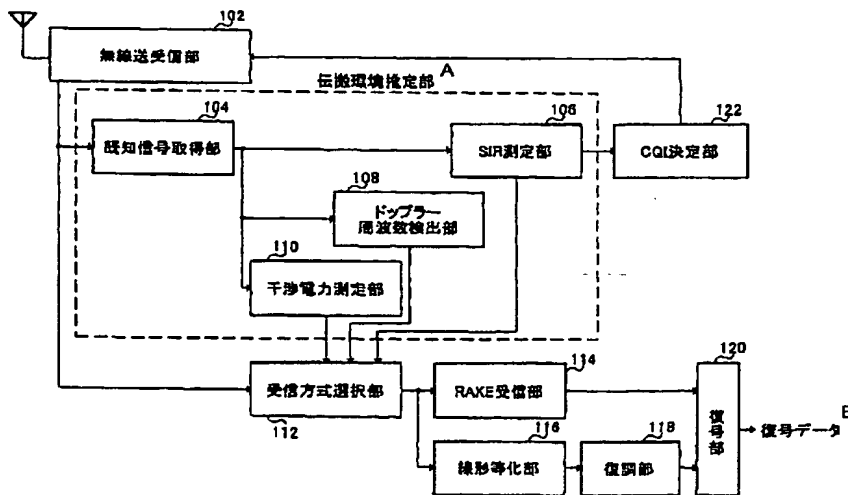 102
無線送受信部
伝搬環境推定部 A
104
既知信号取得部
106
SIR測定部
122
CQI決定部
108
ドップラー
周波数検出部
110
干渉電力測定部
受信方式選択部
112
114
RAKE受信部
116
線形等化部
118
復調部
120
復号部
復号データ B